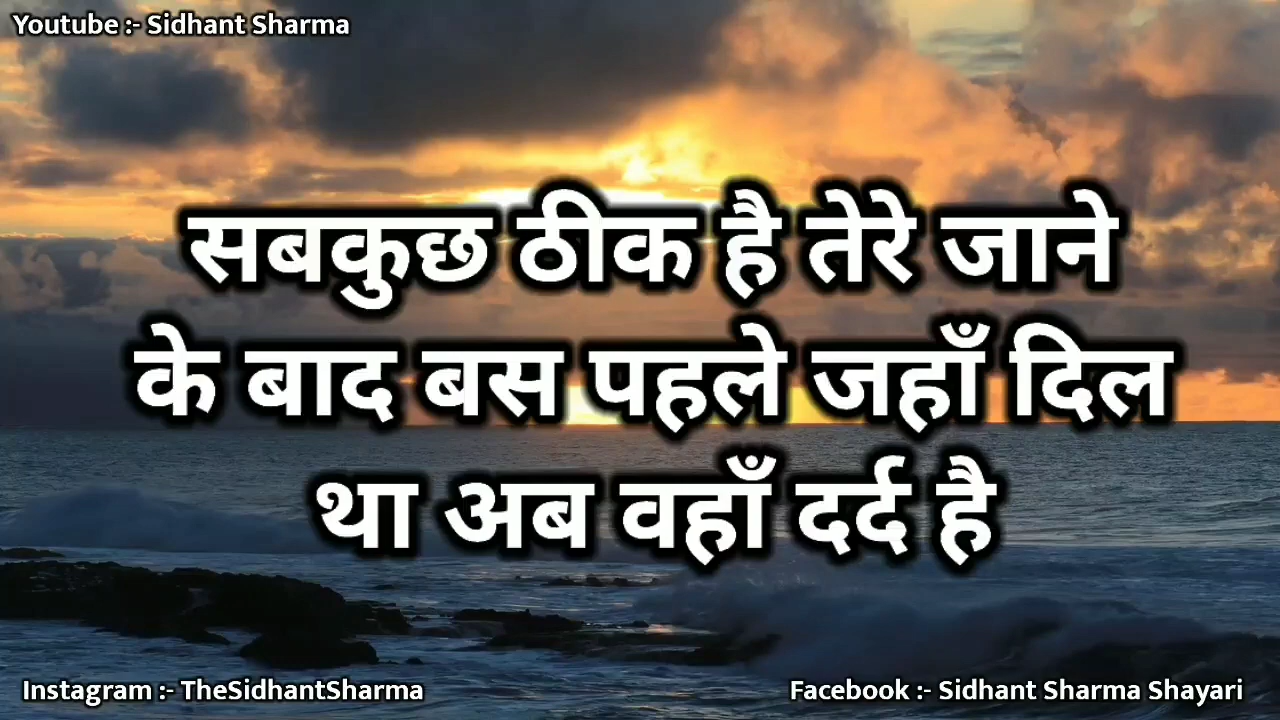 Youtube :- Sidhant Sharma
सबकुछ ठीक है तेरे जाने
के बाद बस पहले जहाँ दिल
था अब वहाँ दर्द है
Instagram :- TheSidhantSharma
Facebook :- Sidhant Sharma Shayari